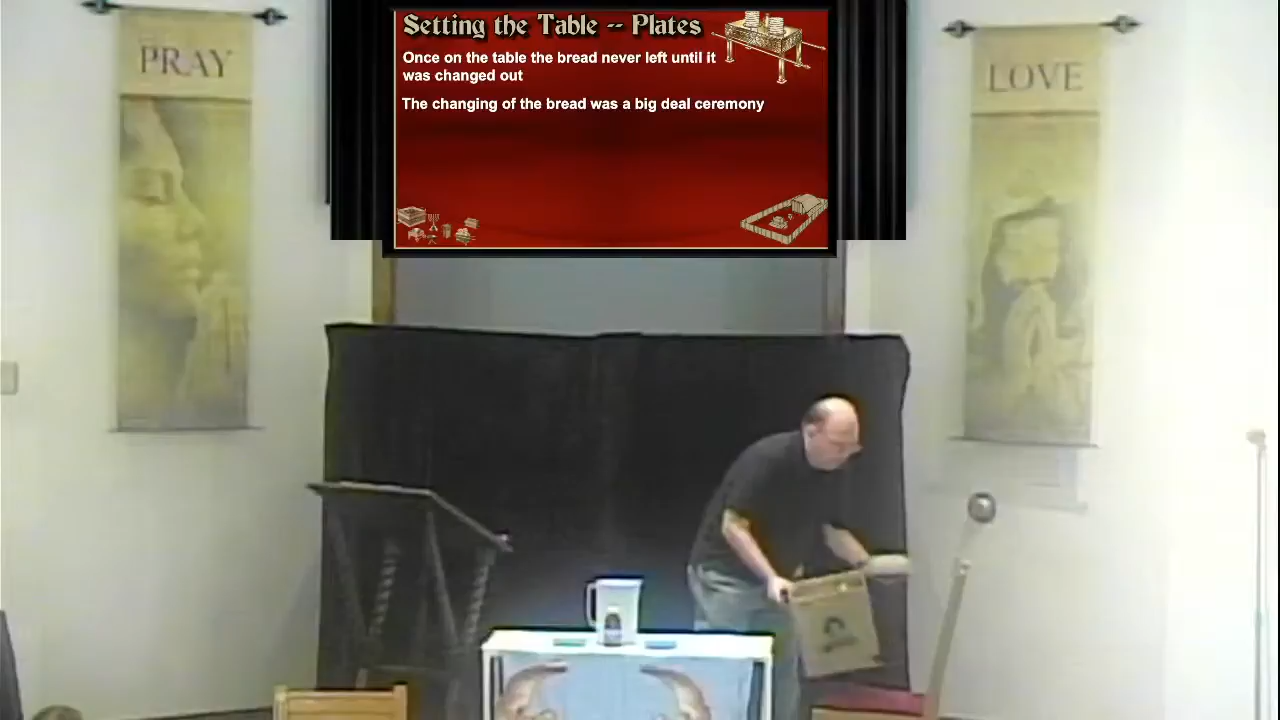 Setting the Table -- Plates
Once on the table the bread never left until it
was changed out
The changing of the bread was a big deal ceremony
PRAY
LOVE